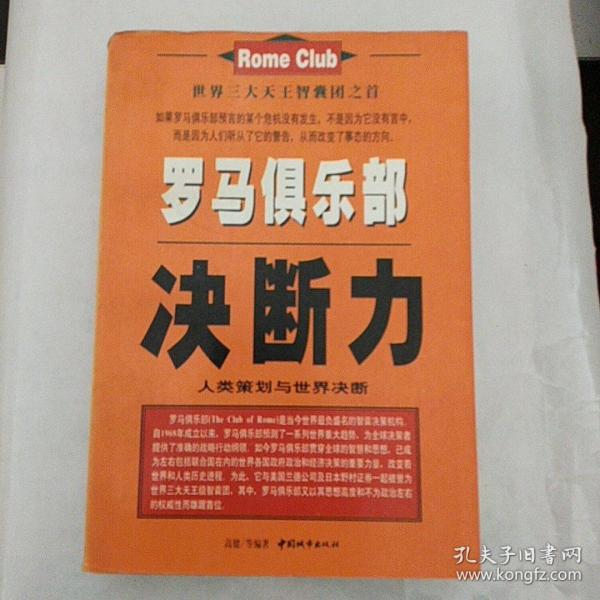 Rome Club
世界三大天王智囊团之首
如果罗马俱乐部预言的某个危机没有发生，不是因为它没有言中，
而是因为人们听从了它的警告，从而改变了事态的方向。
罗马俱乐部
决断力
人类策划与世界决断
罗马俱乐部(The Club of Rome)是当今世界最负盛名的智囊决策机构。
自1968年成立以来，罗马俱乐部预测了一系列世界重大趋势，为全球决策者
提供了准确的战略行动纲领。如今罗马俱乐部贯穿全球的智慧和思想，已成
为左右包括联合国在内的世界各国政府政治和经济决策的重要力量，改变着
世界和人类历史进程。为此，它与美国兰德公司及日本野村证券一起被誉为
世界三大天王级智囊团，其中，罗马俱乐部又以其思想高度和不为政治左右
的权威性而雄踞首位。
高健/等编著 中国城市出版社
孔夫子旧书网
www.kongfz.com